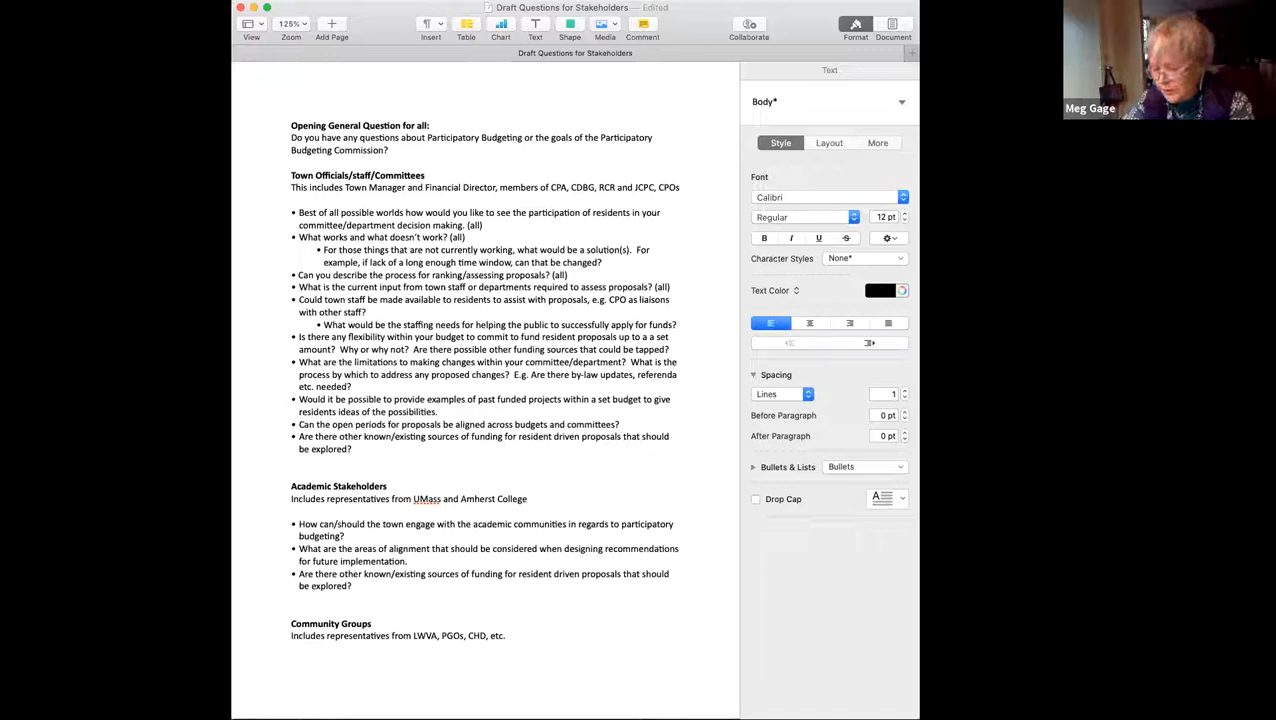 Draft Questions for Stakeholders — Edited
125%
View
Zoom
Add Page
Insert
Table
Chart
Text
Shape
Media
Comment
Collaborate
Format
Document
Draft Questions for Stakeholders
Opening General Question for all:
Do you have any questions about Participatory Budgeting or the goals of the Participatory
Budgeting Commission?
Town Officials/staff/Committees
This includes Town Manager and Financial Director, members of CPA, CDBG, RCR and JCPC, CPOs
• Best of all possible worlds how would you like to see the participation of residents in your
committee/department decision making. (all)
• What works and what doesn't work? (all)
• For those things that are not currently working, what would be a solution(s). For
example, if lack of a long enough time window, can that be changed?
• Can you describe the process for ranking/assessing proposals? (all)
• What is the current input from town staff or departments required to assess proposals? (all)
• Could town staff be made available to residents to assist with proposals, e.g. CPO as liaisons
with other staff?
• What would be the staffing needs for helping the public to successfully apply for funds?
• Is there any flexibility within your budget to commit to fund resident proposals up to a a set
amount? Why or why not? Are there possible other funding sources that could be tapped?
• What are the limitations to making changes within your committee/department? What is the
process by which to address any proposed changes? E.g. Are there by-law updates, referenda
etc. needed?
• Would it be possible to provide examples of past funded projects within a set budget to give
residents ideas of the possibilities.
• Can the open periods for proposals be aligned across budgets and committees?
• Are there other known/existing sources of funding for resident driven proposals that should
be explored?
Academic Stakeholders
Includes representatives from UMass and Amherst College
• How can/should the town engage with the academic communities in regards to participatory
budgeting?
• What are the areas of alignment that should be considered when designing recommendations
for future implementation.
• Are there other known/existing sources of funding for resident driven proposals that should
be explored?
Community Groups
Includes representatives from LWVA, PGOs, CHD, etc.
Text
Body*
Style
Layout
More
Font
Calibri
Regular
12 pt
B I U S
Character Styles
None*
Text Color
Spacing
Lines
1
Before Paragraph
0 pt
After Paragraph
0 pt
Bullets & Lists
Bullets
Drop Cap
A
Meg Gage